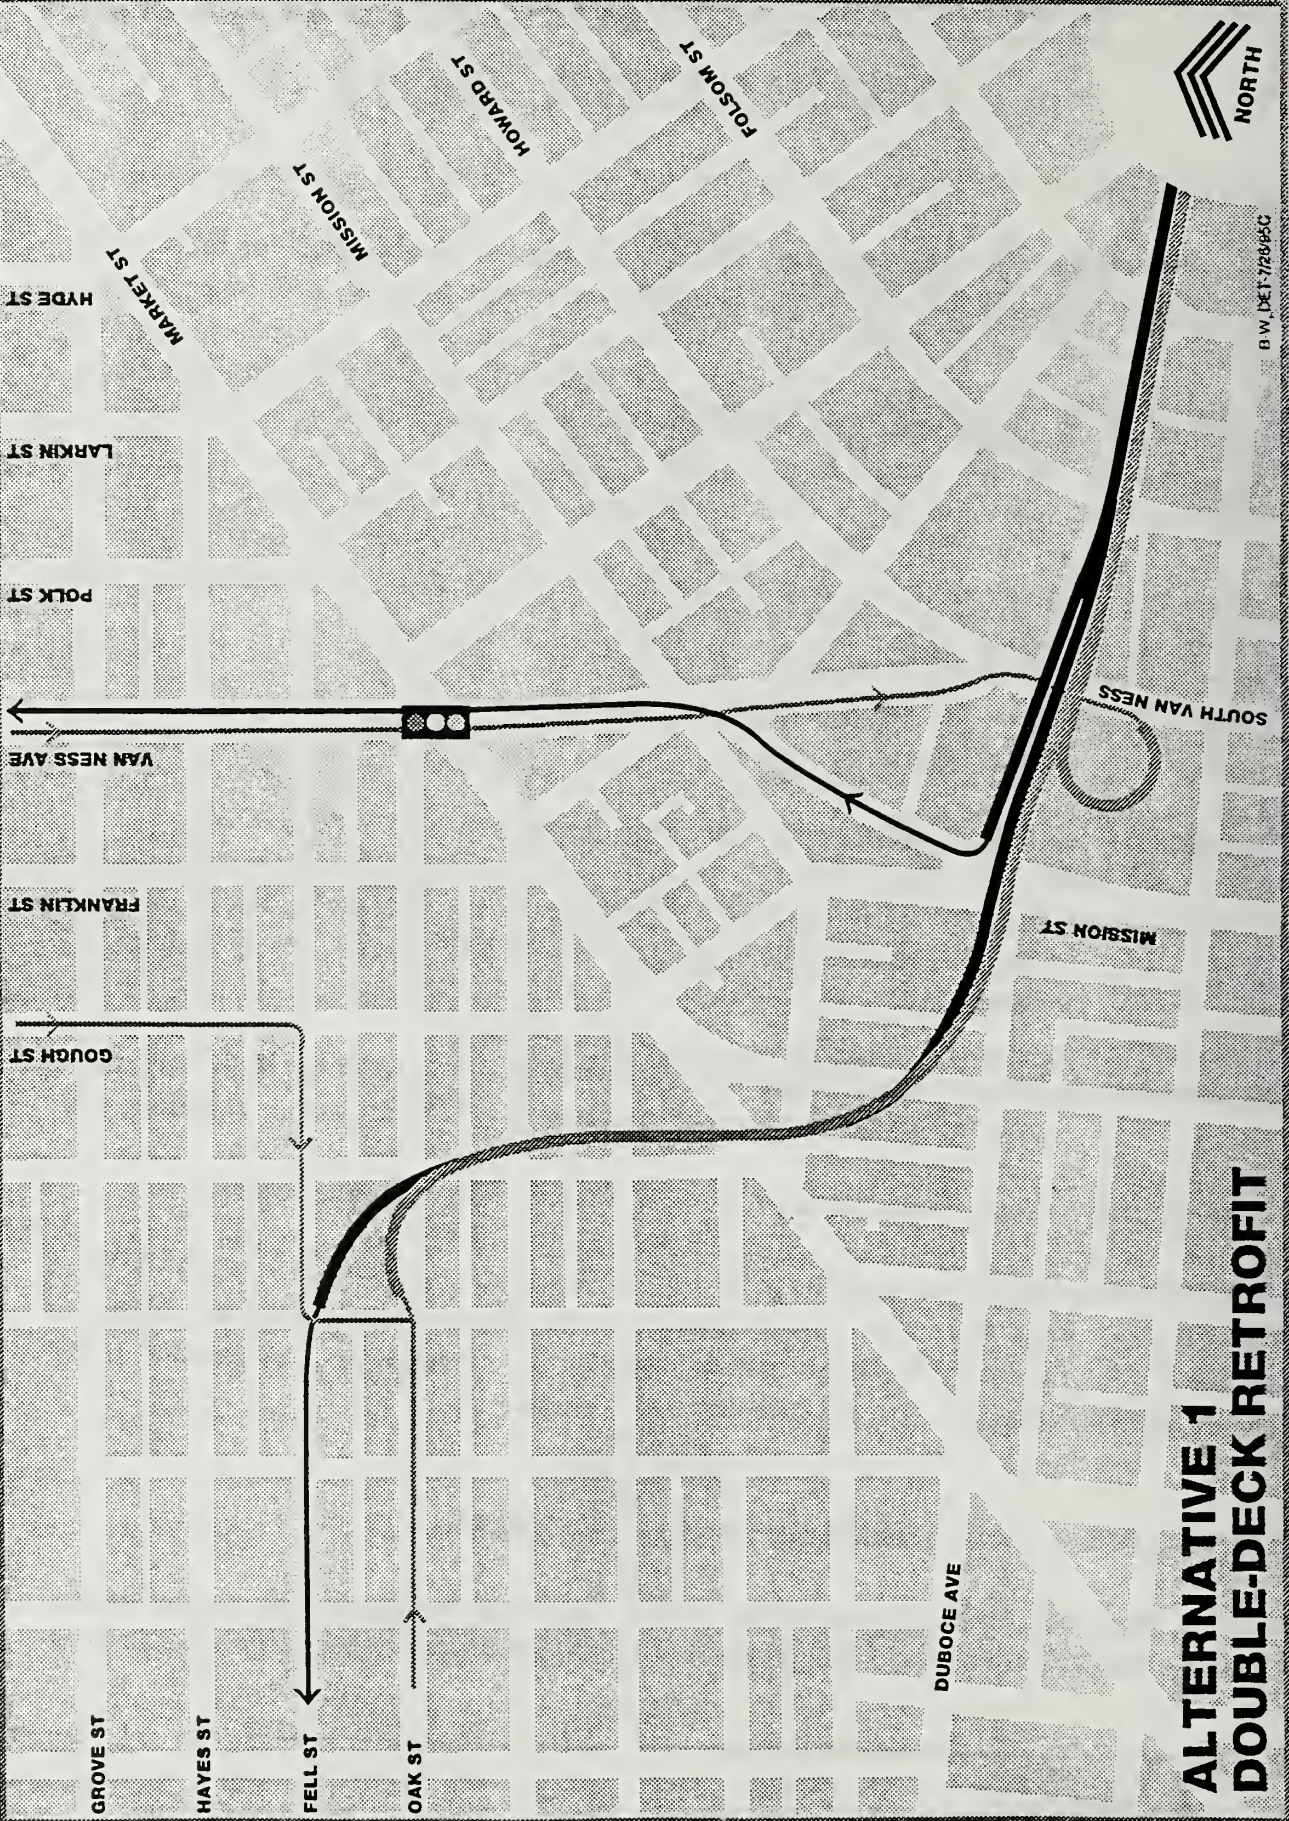 HYDE ST
LARKIN ST
POLK ST
VAN NESS AVE
FRANKLIN ST
GOUGH ST
MARKET ST
MISSION ST
HOWARD ST
FOLSOM ST
NORTH
SOUTH VAN NESS
MISSION ST
DUBOCE AVE
GROVE ST
HAYES ST
FELL ST
OAK ST
ALTERNATIVE 1
DOUBLE-DECK RETROFIT